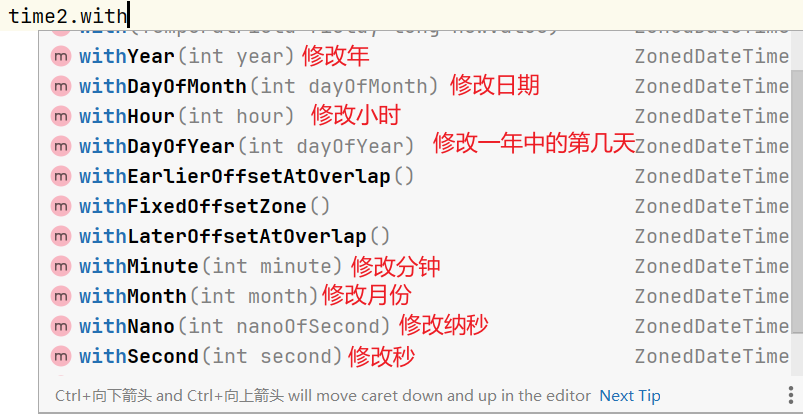 time2.with
withYear(int year) 修改年 ZonedDateTime
withDayOfMonth(int dayOfMonth) 修改日期 ZonedDateTime
withHour(int hour) 修改小时 ZonedDateTime
withDayOfYear(int dayOfYear) 修改一年中的第几天 ZonedDateTime
withEarlierOffsetAtOverlap() ZonedDateTime
withFixedOffsetZone() ZonedDateTime
withLaterOffsetAtOverlap() ZonedDateTime
withMinute(int minute) 修改分钟 ZonedDateTime
withMonth(int month) 修改月份 ZonedDateTime
withNano(int nanoOfSecond) 修改纳秒 ZonedDateTime
withSecond(int second) 修改秒 ZonedDateTime
Ctrl+向下箭头 and Ctrl+向上箭头 will move caret down and up in the editor Next Tip